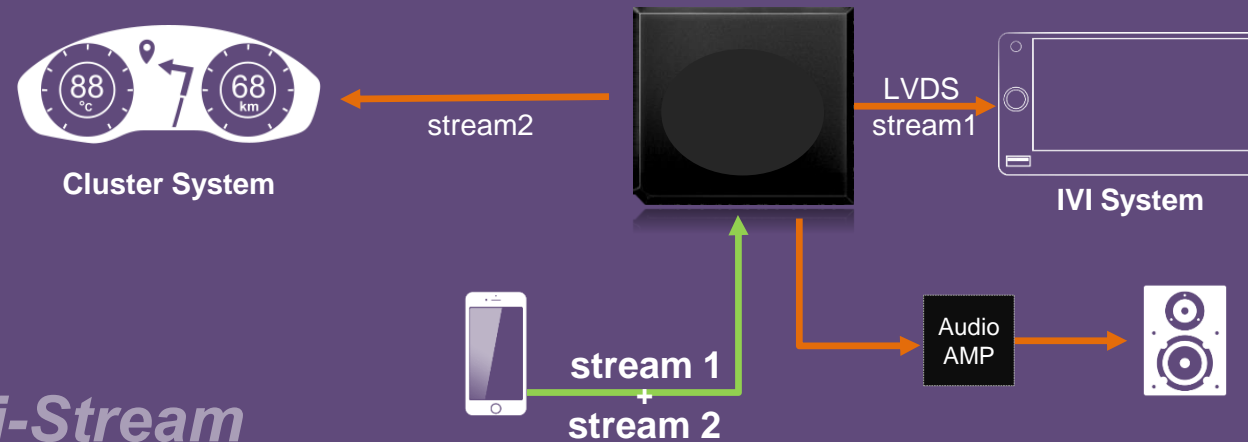 88
°c
68
km
Cluster System
stream2
LVDS
stream1
IVI System
Audio
AMP
stream 1
+
stream 2
i-Stream